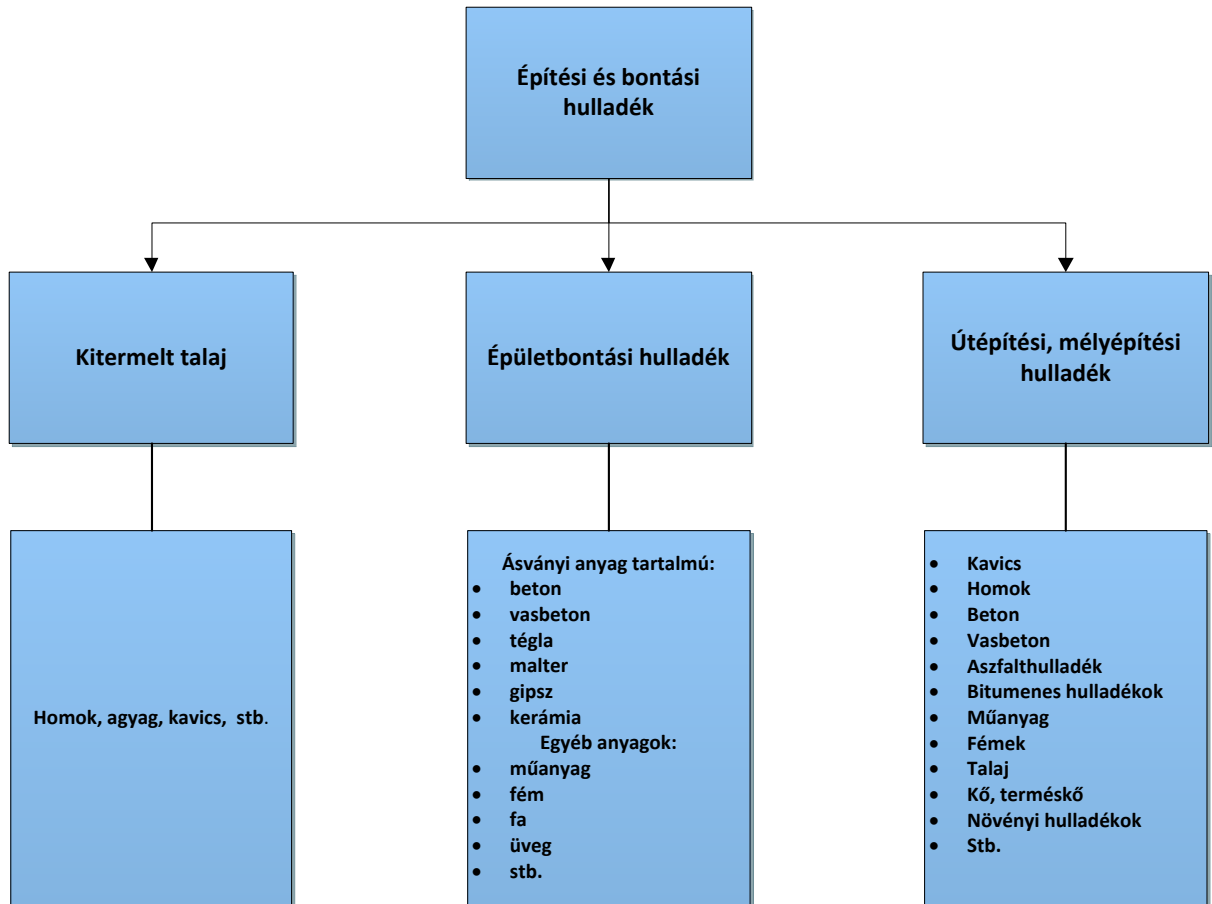 Építési és bontási
hulladék
Kitermelt talaj
Épületbontási hulladék
Útépítési, mélyépítési
hulladék
Homok, agyag, kavics, stb.
Ásványi anyag tartalmú:
• beton
• vasbeton
• tégla
• malter
• gipsz
• kerámia
Egyéb anyagok:
• műanyag
• fém
• fa
• üveg
• stb.
• Kavics
• Homok
• Beton
• Vasbeton
• Aszfalthulladék
• Bitumenes hulladékok
• Műanyag
• Fémek
• Talaj
• Kő, terméskő
• Növényi hulladékok
• Stb.